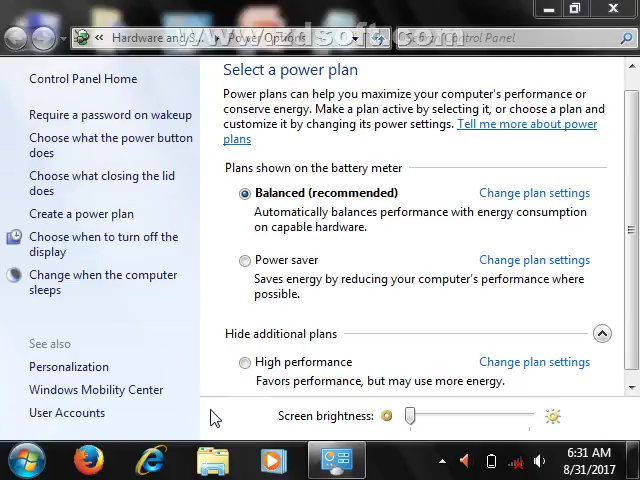 Hardware and S...
Power Options
Search Control Panel
Control Panel Home
Require a password on wakeup
Choose what the power button
does
Choose what closing the lid
does
Create a power plan
Choose when to turn off the
display
Change when the computer
sleeps
See also
Personalization
Windows Mobility Center
User Accounts
Select a power plan
Power plans can help you maximize your computer's performance or
conserve energy. Make a plan active by selecting it, or choose a plan and
customize it by changing its power settings. Tell me more about power
plans
Plans shown on the battery meter
Balanced (recommended) Change plan settings
Automatically balances performance with energy consumption
on capable hardware.
Power saver Change plan settings
Saves energy by reducing your computer's performance where
possible.
Hide additional plans
High performance Change plan settings
Favors performance, but may use more energy.
Screen brightness:
6:31 AM
8/31/2017